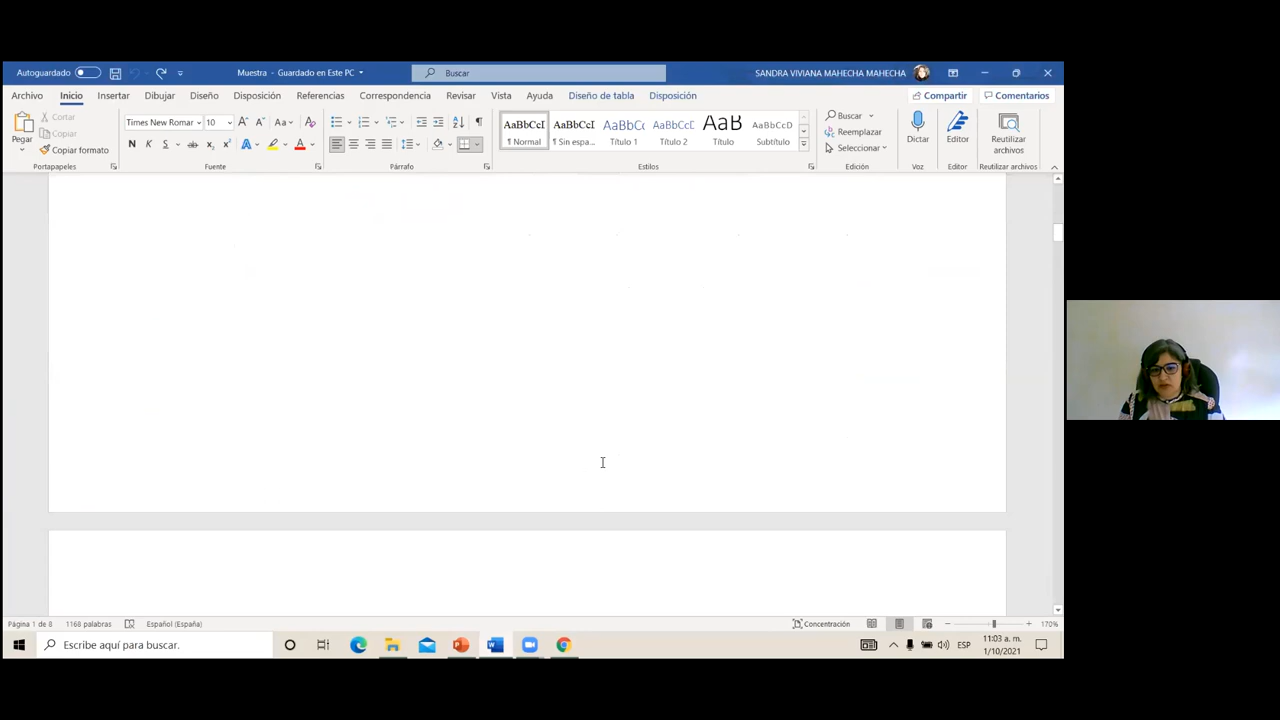 Autoguardado
Muestra - Guardado en Este PC
Buscar
SANDRA VIVIANA MAHECHA MAHECHA
Archivo Inicio Insertar Dibujar Diseño Disposición Referencias Correspondencia Revisar Vista Ayuda Diseño de tabla Disposición Compartir Comentarios
Pegar
Cortar
Copiar
Copiar formato
Portapapeles
Times New Roman 10
Aa
N K S ab x₂ x² A A
Fuente
Párrafo
AaBbCcI AaBbCcI AaBbCc AaBbCcC AaB AaBbCcD
¶ Normal ¶ Sin espa... Título 1 Título 2 Título Subtítulo
Estilos
Buscar
Reemplazar
Seleccionar
Edición
Dictar
Voz
Editor
Editor
Reutilizar
archivos
Reutilizar archivos
Página 1 de 8 1168 palabras Español (España) Concentración 170%
Escribe aquí para buscar.
ESP
11:03 a. m.
1/10/2021